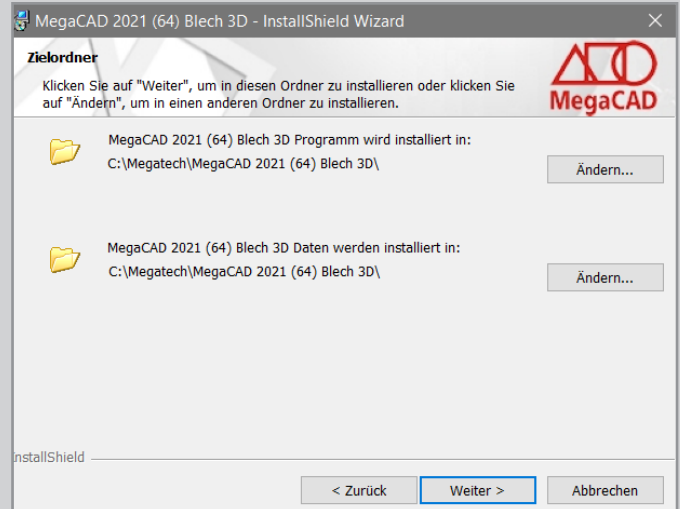 MegaCAD 2021 (64) Blech 3D - InstallShield Wizard
Zielordner
Klicken Sie auf "Weiter", um in diesen Ordner zu installieren oder klicken Sie
auf "Ändern", um in einen anderen Ordner zu installieren.
MegaCAD
MegaCAD 2021 (64) Blech 3D Programm wird installiert in:
C:\Megatech\MegaCAD 2021 (64) Blech 3D\
Ändern...
MegaCAD 2021 (64) Blech 3D Daten werden installiert in:
C:\Megatech\MegaCAD 2021 (64) Blech 3D\
Ändern...
InstallShield
< Zurück
Weiter >
Abbrechen